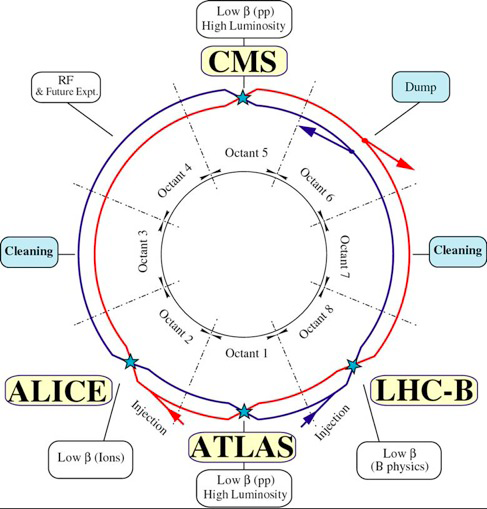 Low β (pp)
High Luminosity
CMS
RF
& Future Expt.
Dump
Octant 5
Octant 4
Octant 6
Cleaning
Octant 3
Octant 7
Cleaning
Octant 2
Octant 8
Octant 1
ALICE
LHC-B
Injection
ATLAS
Injection
Low β (Ions)
Low β
(B physics)
Low β (pp)
High Luminosity